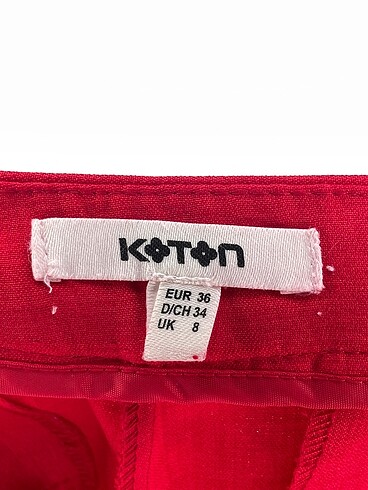 KOTON
EUR 36
D/CH 34
UK 8